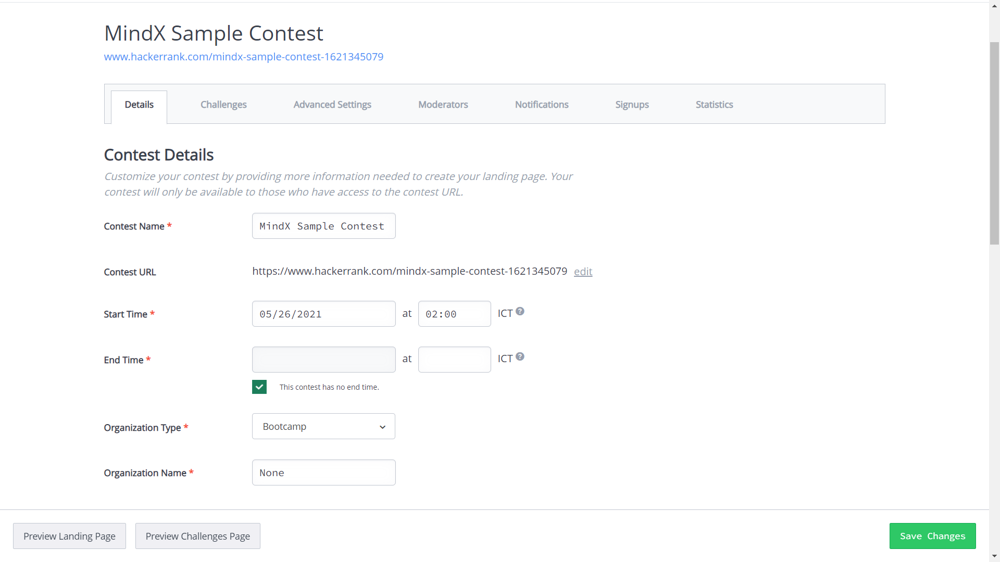 MindX Sample Contest
www.hackerrank.com/mindx-sample-contest-1621345079
Details Challenges Advanced Settings Moderators Notifications Signups Statistics
Contest Details
Customize your contest by providing more information needed to create your landing page. Your
contest will only be available to those who have access to the contest URL.
Contest Name * MindX Sample Contest
Contest URL https://www.hackerrank.com/mindx-sample-contest-1621345079 edit
Start Time * 05/26/2021 at 02:00 ICT ?
End Time * at ICT ?
This contest has no end time.
Organization Type * Bootcamp
Organization Name * None
Preview Landing Page Preview Challenges Page Save Changes